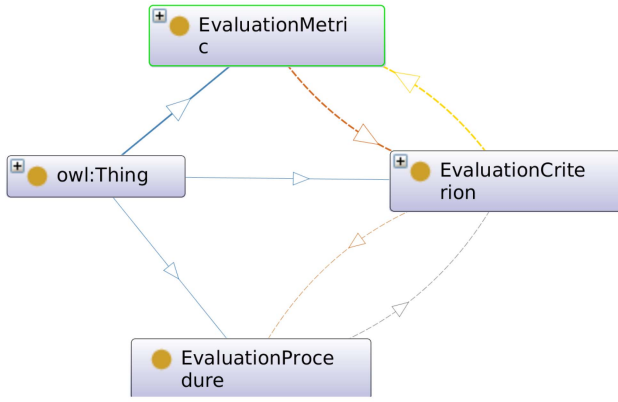 EvaluationMetri
c
owl:Thing
EvaluationCrite
rion
EvaluationProce
dure